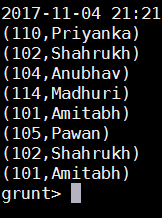 2017-11-04 21:21
(110,Priyanka)
(102,Shahrukh)
(104,Anubhav)
(114,Madhuri)
(101,Amitabh)
(105,Pawan)
(102,Shahrukh)
(101,Amitabh)
grunt>